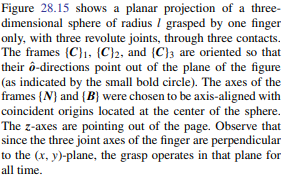 Figure 28.15 shows a planar projection of a three-
dimensional sphere of radius l grasped by one finger
only, with three revolute joints, through three contacts.
The frames {C}1, {C}2, and {C}3 are oriented so that
their ô-directions point out of the plane of the figure
(as indicated by the small bold circle). The axes of the
frames {N} and {B} were chosen to be axis-aligned with
coincident origins located at the center of the sphere.
The z-axes are pointing out of the page. Observe that
since the three joint axes of the finger are perpendicular
to the (x, y)-plane, the grasp operates in that plane for
all time.